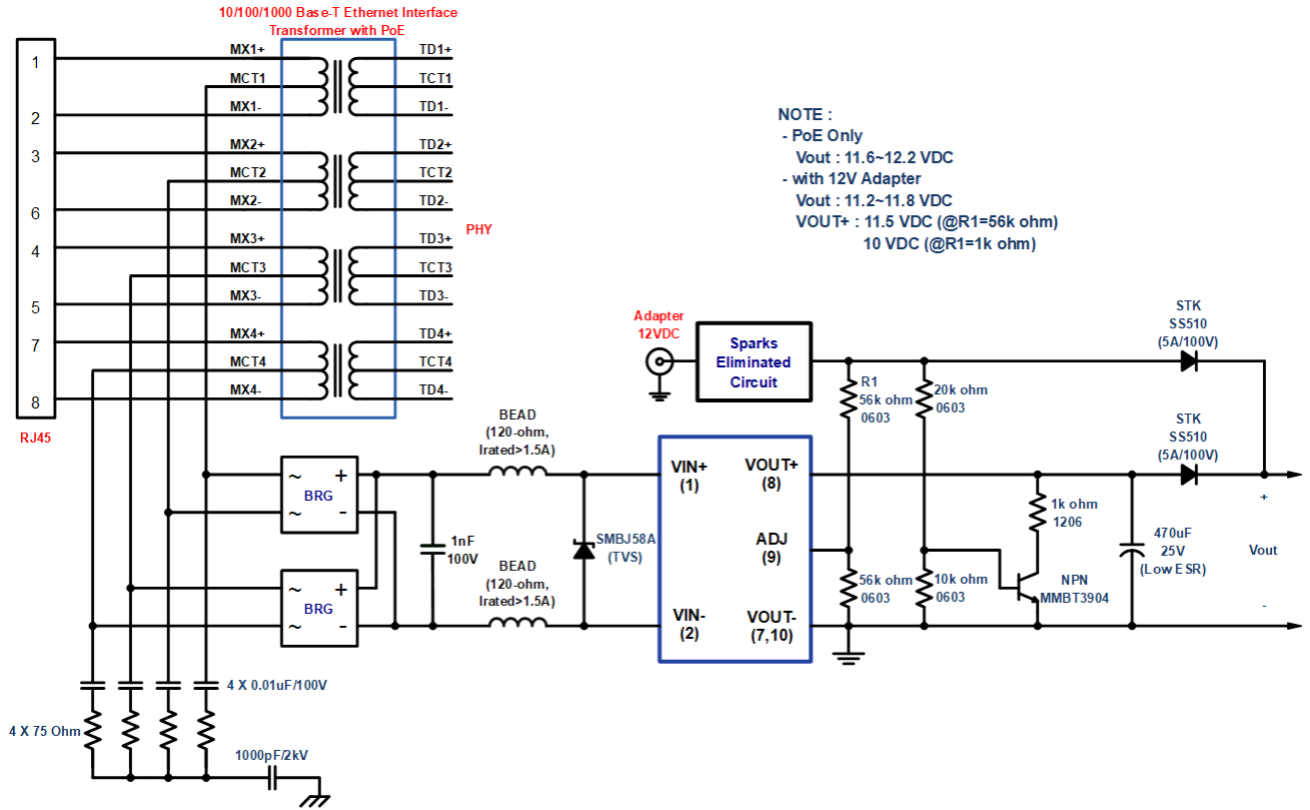 10/100/1000 Base-T Ethernet Interface
Transformer with PoE
1
2
3
6
4
5
7
8
RJ45
MX1+
MCT1
MX1-
MX2+
MCT2
MX2-
MX3+
MCT3
MX3-
MX4+
MCT4
MX4-
TD1+
TCT1
TD1-
TD2+
TCT2
TD2-
TD3+
TCT3
TD3-
TD4+
TCT4
TD4-
PHY
NOTE :
- PoE Only
Vout : 11.6~12.2 VDC
- with 12V Adapter
Vout : 11.2~11.8 VDC
VOUT+ : 11.5 VDC (@R1=56k ohm)
10 VDC (@R1=1k ohm)
Adapter
12VDC
Sparks
Eliminated
Circuit
R1
56k ohm
0603
20k ohm
0603
STK
SS510
(5A/100V)
STK
SS510
(5A/100V)
BEAD
(120-ohm,
Irated>1.5A)
~
+
BRG
~
-
1nF
100V
SMBJ58A
(TVS)
VIN+
(1)
VOUT+
(8)
ADJ
(9)
VIN-
(2)
VOUT-
(7,10)
56k ohm
0603
10k ohm
0603
1k ohm
1206
NPN
MMBT3904
470uF
25V
(Low ESR)
+
Vout
-
BEAD
(120-ohm,
Irated>1.5A)
~
+
BRG
~
-
4 X 0.01uF/100V
4 X 75 Ohm
1000pF/2kV